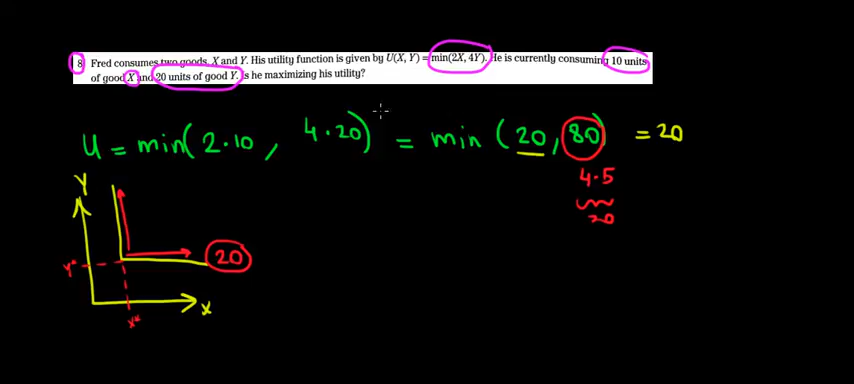 8 Fred consumes two goods, X and Y. His utility function is given by U(X, Y) = min(2X, 4Y). He is currently consuming 10 units
of good X and 20 units of good Y. Is he maximizing his utility?
U = min(2·10, 4·20) = min (20, 80) = 20
4·5
20
Y
20
Y*
X
X*